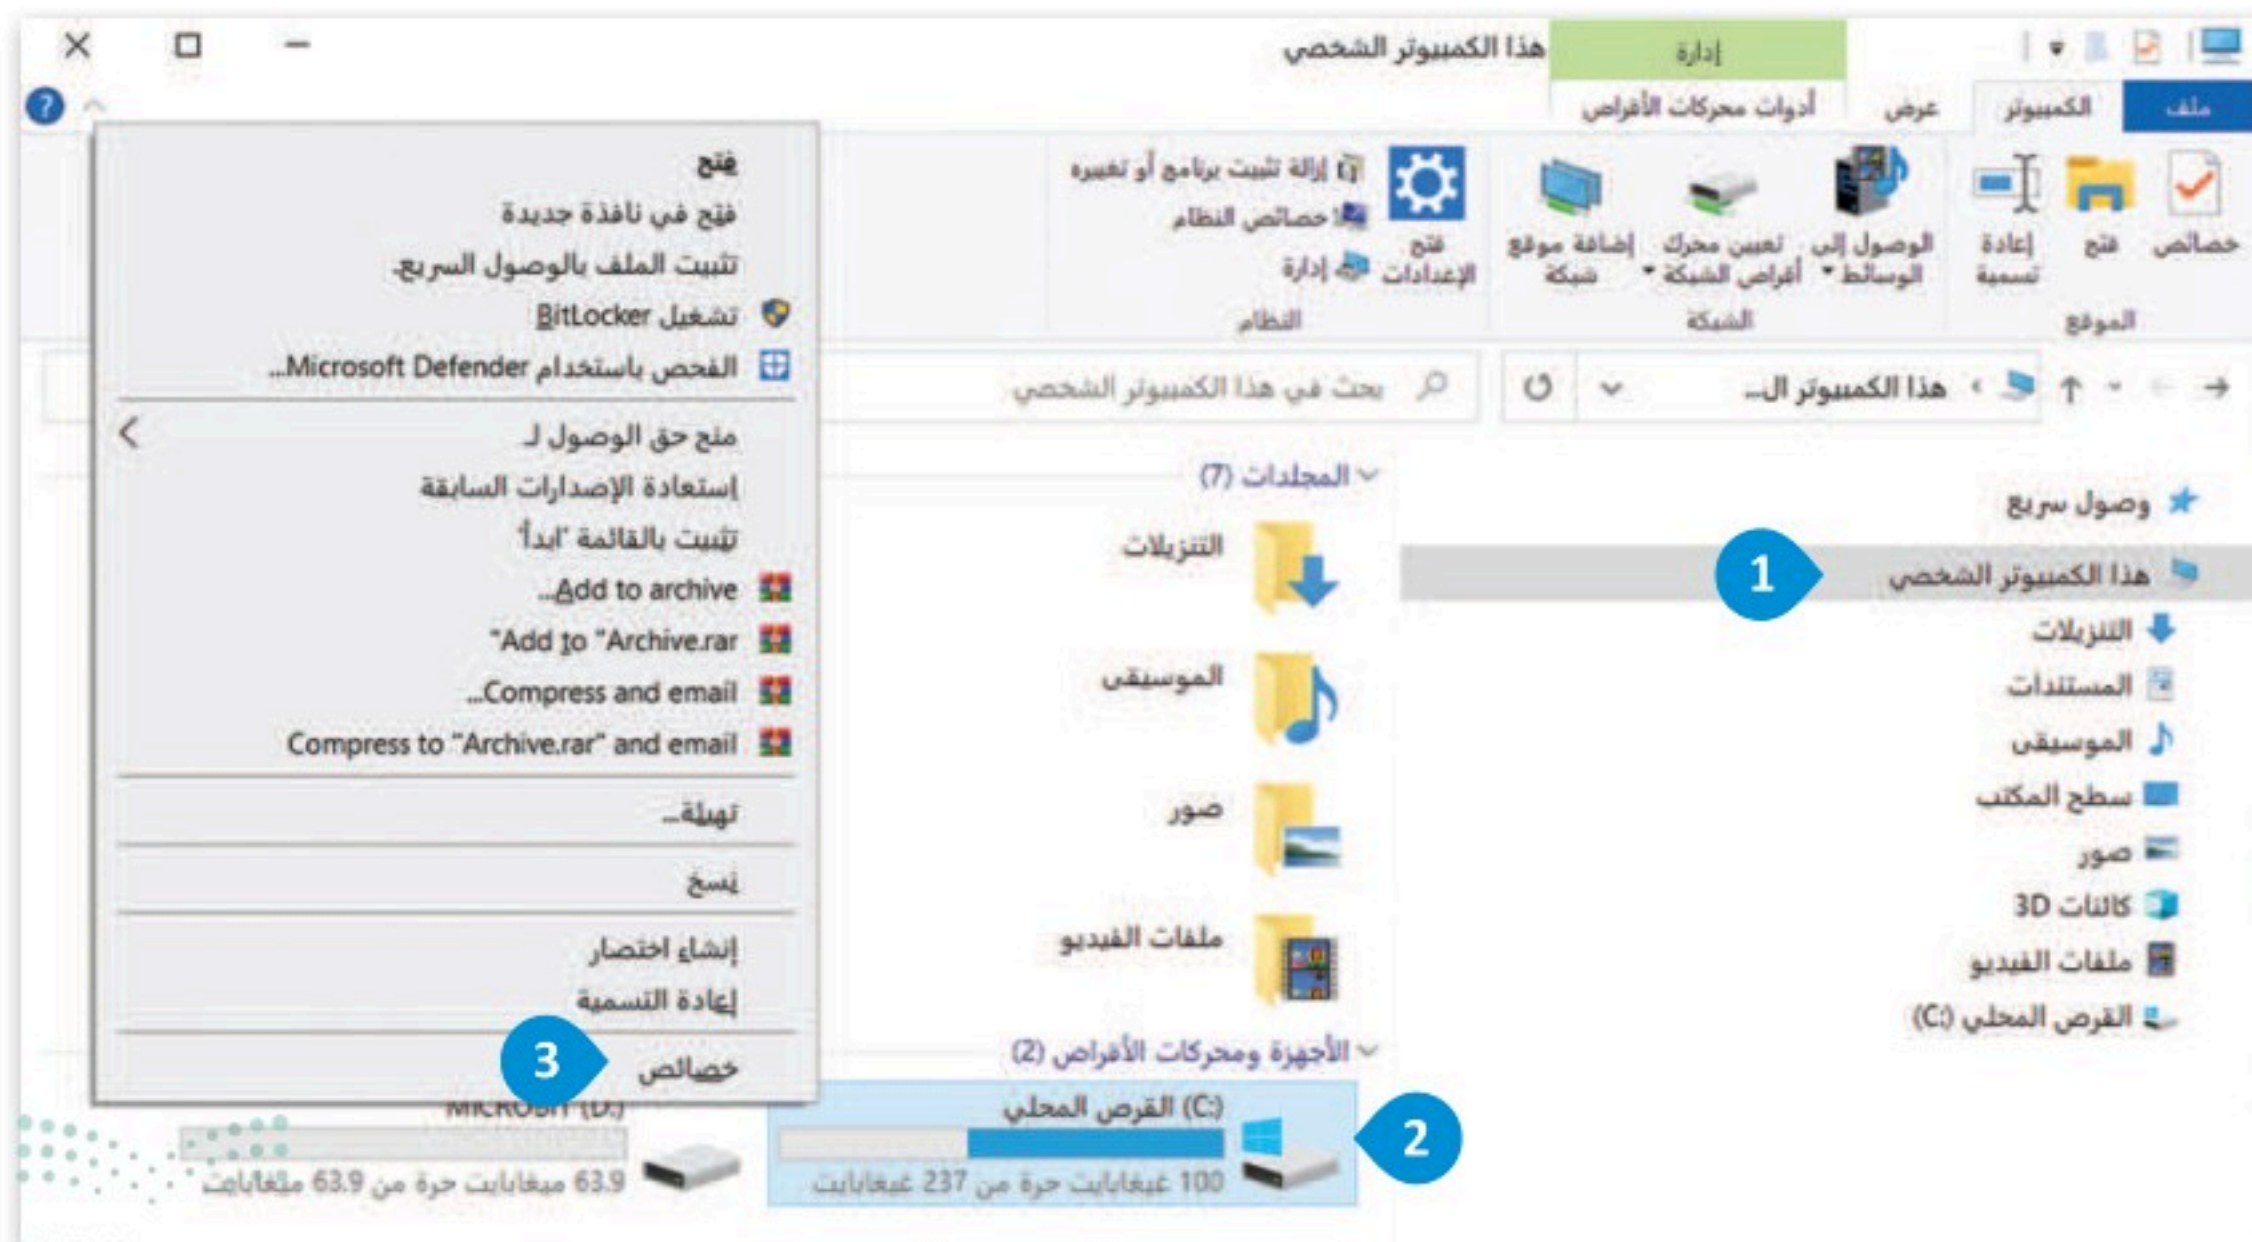 هذا الكمبيوتر الشخصي
إدارة
ملف
الكمبيوتر
عرض
أدوات محركات الأقراص
خصائص
فتح
إعادة تسمية
الموقع
الوصول إلى الوسائط
تعيين محرك أقراص الشبكة
إضافة موقع شبكة
الشبكة
فتح الإعدادات
إزالة تثبيت برنامج أو تغييره
خصائص النظام
إدارة
النظام
هذا الكمبيوتر ال...
بحث في هذا الكمبيوتر الشخصي
وصول سريع
هذا الكمبيوتر الشخصي
1
التنزيلات
المستندات
الموسيقى
سطح المكتب
صور
كائنات 3D
ملفات الفيديو
القرص المحلي (C:)
المجلدات (7)
التنزيلات
الموسيقى
صور
ملفات الفيديو
الأجهزة ومحركات الأقراص (2)
(C:) القرص المحلي
100 غيغابايت حرة من 237 غيغابايت
2
MICROBIT (D:)
63.9 ميغابايت حرة من 63.9 ميغابايت
فتح
فتح في نافذة جديدة
تثبيت الملف بالوصول السريع.
تشغيل BitLocker
الفحص باستخدام Microsoft Defender...
منح حق الوصول لـ
إستعادة الإصدارات السابقة
تثبيت بالقائمة "ابدأ"
Add to archive...
Add to "Archive.rar"
Compress and email...
Compress to "Archive.rar" and email
تهيئة...
نسخ
إنشاء اختصار
إعادة التسمية
خصائص
3
?